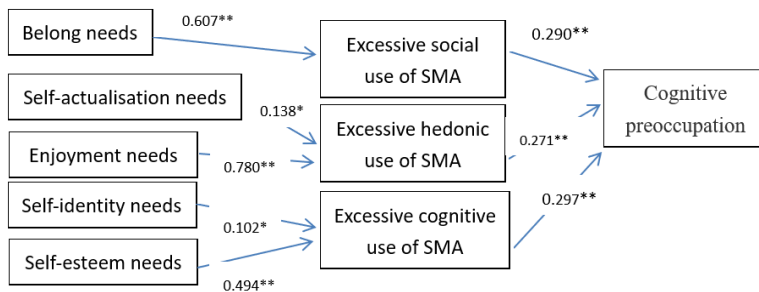 Belong needs
0.607**
Excessive social
use of SMA
0.290**
Self-actualisation needs
0.138*
Cognitive
preoccupation
Enjoyment needs
0.780**
Excessive hedonic
use of SMA
0.271**
Self-identity needs
0.102*
Excessive cognitive
use of SMA
0.297**
Self-esteem needs
0.494**